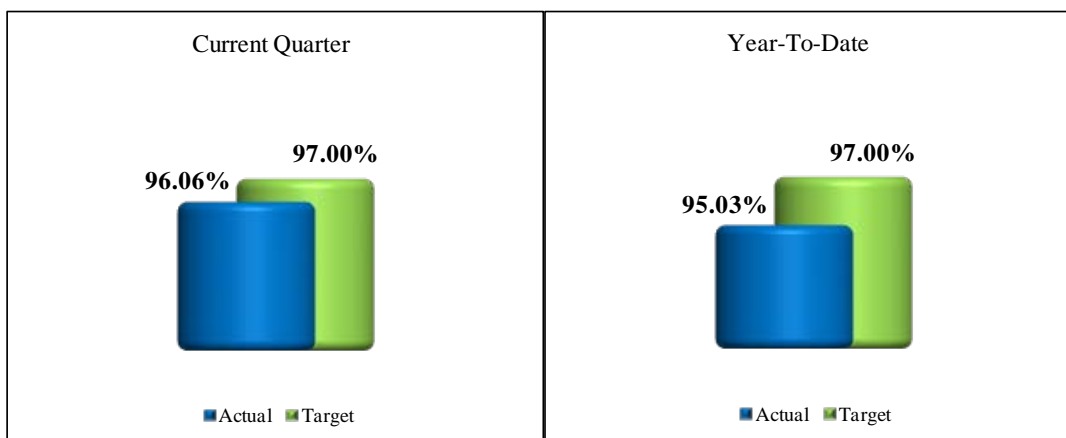 Current Quarter
97.00%
96.06%
Actual Target
Year-To-Date
97.00%
95.03%
Actual Target